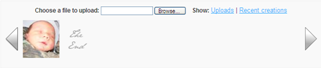 Choose a file to upload: Browse... Show: Uploads | Recent creations
The
End